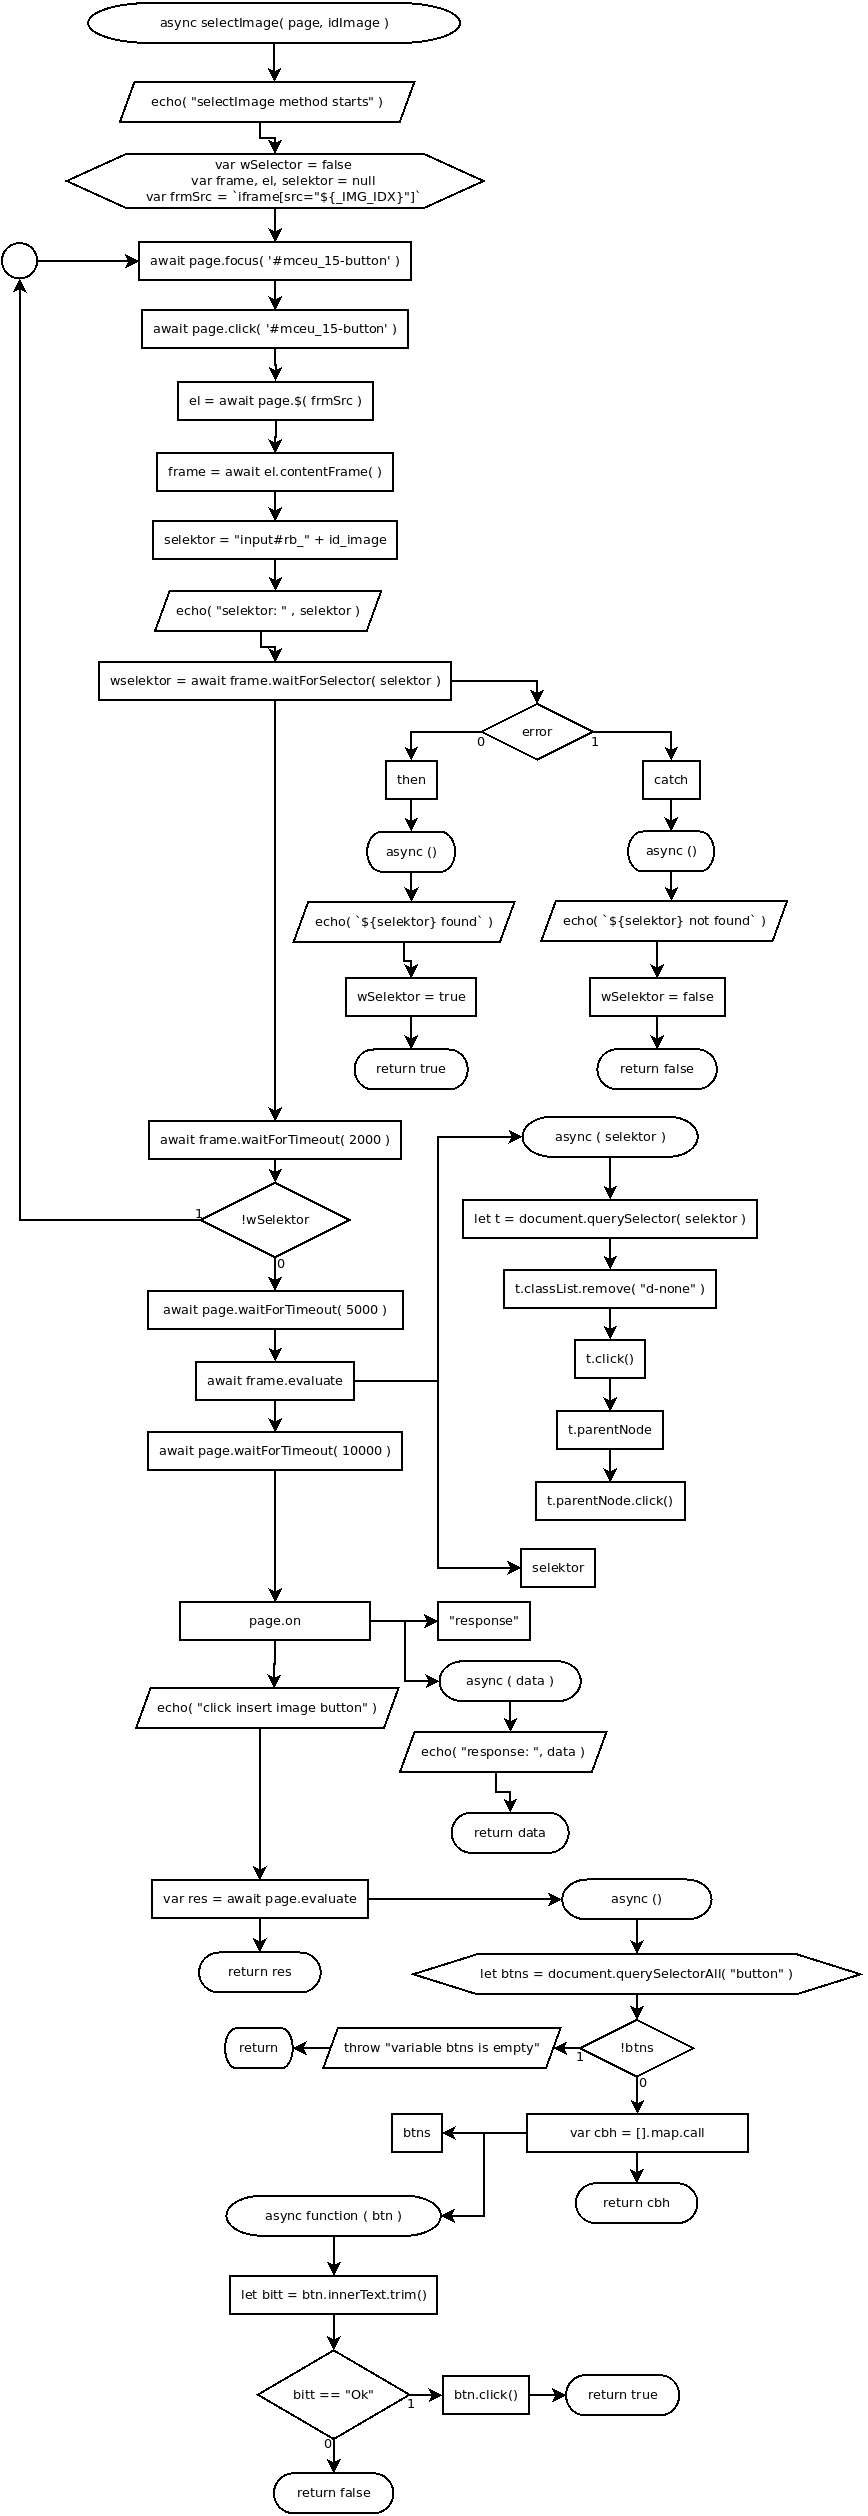 async selectImage( page, idImage )
echo( "selectImage method starts" )
var wSelector = false
var frame, el, selektor = null
var frmSrc = `iframe[src="${_IMG_IDX}"]`
await page.focus( '#mceu_15-button' )
await page.click( '#mceu_15-button' )
el = await page.$( frmSrc )
frame = await el.contentFrame( )
selektor = "input#rb_" + id_image
echo( "selektor: " , selektor )
wselektor = await frame.waitForSelector( selektor )
error
0
1
then
catch
async ()
async ()
echo( `${selektor} found` )
echo( `${selektor} not found` )
wSelektor = true
wSelektor = false
return true
return false
await frame.waitForTimeout( 2000 )
!wSelektor
1
0
await page.waitForTimeout( 5000 )
await frame.evaluate
async ( selektor )
let t = document.querySelector( selektor )
t.classList.remove( "d-none" )
t.click()
t.parentNode
t.parentNode.click()
selektor
await page.waitForTimeout( 10000 )
page.on
"response"
async ( data )
echo( "response: ", data )
return data
echo( "click insert image button" )
var res = await page.evaluate
return res
async ()
let btns = document.querySelectorAll( "button" )
!btns
1
0
throw "variable btns is empty"
return
var cbh = [].map.call
btns
return cbh
async function ( btn )
let bitt = btn.innerText.trim()
bitt == "Ok"
1
0
btn.click()
return true
return false